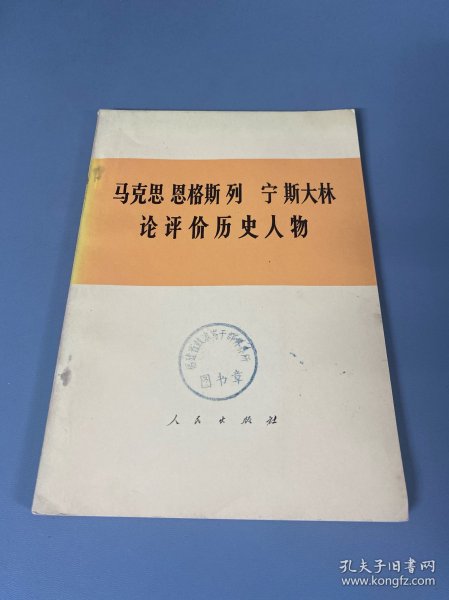 马克思 恩格斯 列 宁 斯大林
论评价历史人物
图书章
人民出版社
孔夫子旧书网
www.kongfz.com